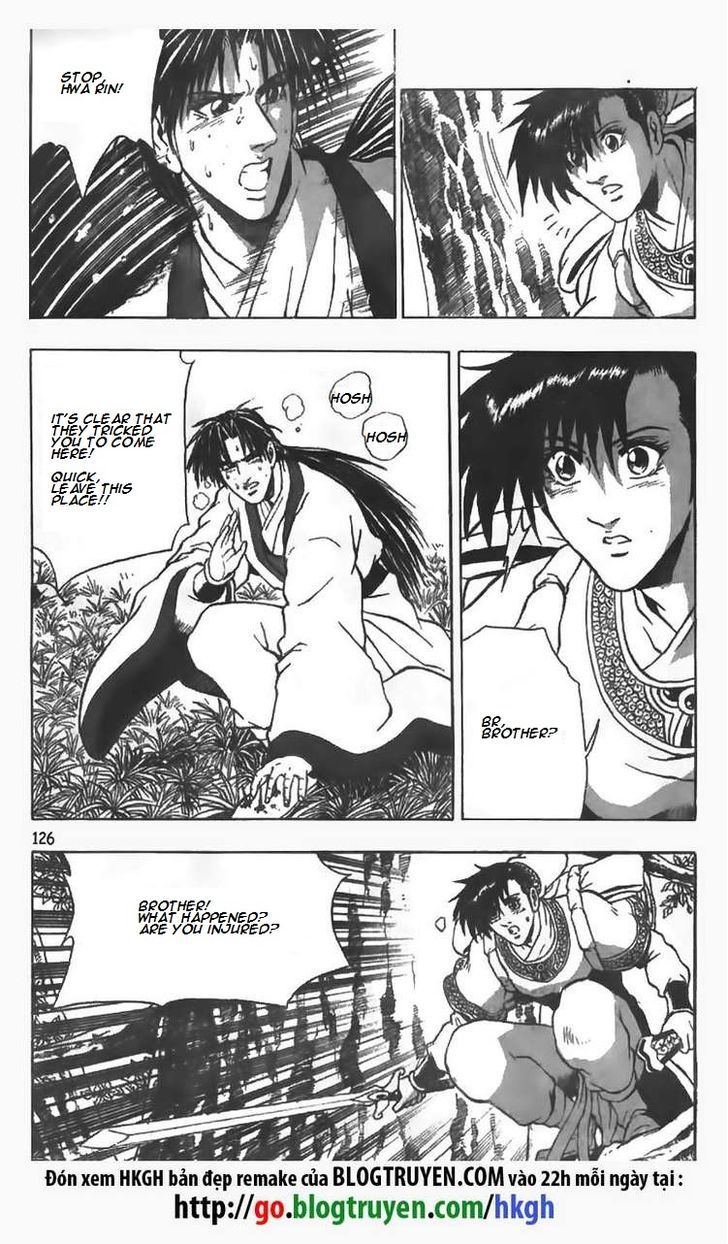 STOP,
HWA RIN!
IT'S CLEAR THAT
THEY TRICKED
YOU TO COME
HERE!
QUICK,
LEAVE THIS
PLACE!!
HOSH
HOSH
BR,
BROTHER?
126
BROTHER!
WHAT HAPPENED?
ARE YOU INJURED?
Đón xem HKGH bản đẹp remake của BLOGTRUYEN.COM vào 22h mỗi ngày tại :
http://go.blogtruyen.com/hkgh